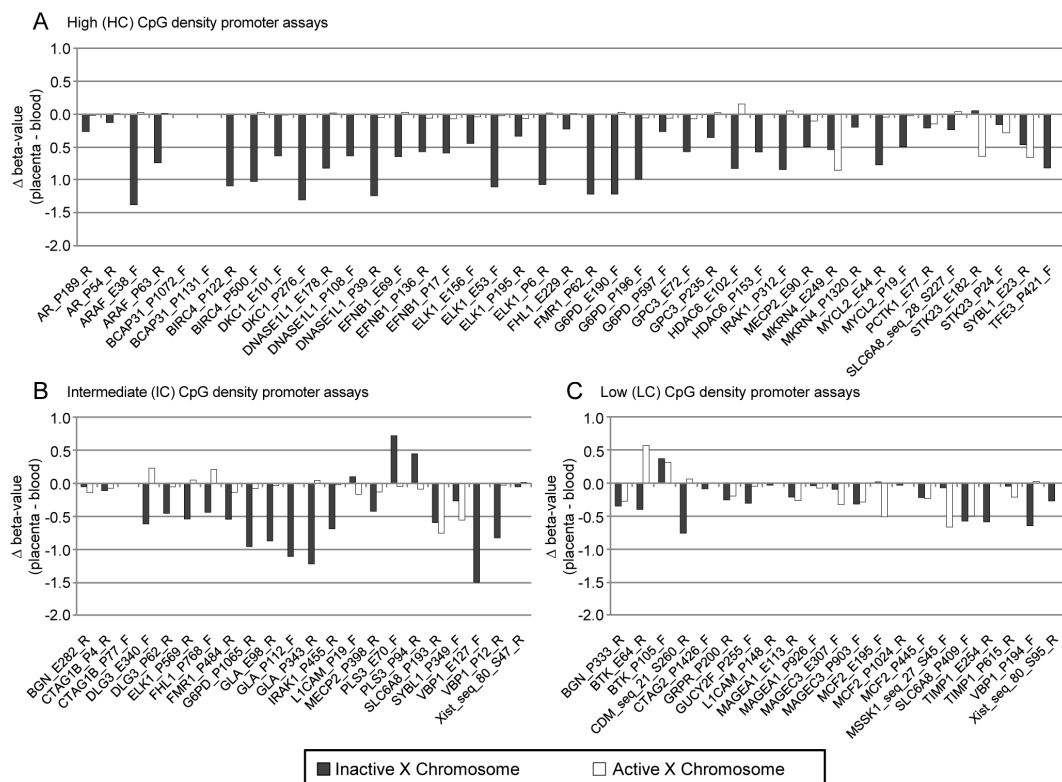 A High (HC) CpG density promoter assays
Δ beta-value
(placenta - blood)
1.0
0.5
0.0
0.5
1.0
-1.5
-2.0
AR_P189_R
AR_P54_R
ARAF_E38_F
ARAF_P63_R
BCAP31_P1072_F
BCAP31_P1131_F
BIRC4_P122_R
BIRC4_P500_F
DKC1_E101_F
DKC1_P276_F
DNASE1L1_E178_R
DNASE1L1_P108_F
DNASE1L1_P39_R
EFNB1_E69_F
EFNB1_P136_R
EFNB1_P17_F
ELK1_E156_F
ELK1_E53_F
ELK1_P195_R
ELK1_P6_R
FHL1_E229_R
FMR1_P62_R
G6PD_E190_F
G6PD_P196_F
G6PD_P597_F
GPC3_E72_F
GPC3_P235_R
HDAC6_E102_F
HDAC6_P153_F
IRAK1_P312_F
MECP2_E90_R
MKRN4_E249_R
MKRN4_P1320_R
MYCL2_E44_R
MYCL2_P19_F
PCTK1_E77_R
SLC6A8_seq_28_S227_F
STK23_E182_R
STK23_P24_F
SYBL1_E23_R
TFE3_P421_F
B Intermediate (IC) CpG density promoter assays
Δ beta-value
(placenta - blood)
1.0
0.5
0.0
-0.5
-1.0
-1.5
-2.0
BGN_E282_R
CTAG1B_P4_R
CTAG1B_P77_F
DLG3_E340_F
DLG3_P62_R
ELK1_P569_R
FHL1_P768_F
FMR1_P484_R
G6PD_P1065_R
GLA_E98_R
GLA_P112_F
GLA_P343_R
IRAK1_P455_R
L1CAM_P19_F
MECP2_P398_R
PLS3_E70_F
PLS3_P94_R
SLC6A8_P193_R
SYBL1_P349_F
VBP1_E127_F
VBP1_P12_R
Xist_seq_80_S47_R
C Low (LC) CpG density promoter assays
Δ beta-value
(placenta - blood)
1.0
0.5
0.0
-0.5
-1.0
-1.5
-2.0
BGN_P333_R
BTK_E64_R
BTK_P105_F
CDM_seq_21_S260_R
CTAG2_P1426_F
GRPR_P200_R
GUCY2F_P255_F
L1CAM_P148_R
MAGEA1_E113_R
MAGEA1_P926_F
MAGEC3_E307_F
MAGEC3_P903_F
MCF2_E195_R
MCF2_P1024_R
MCF2_P445_F
MSSK1_seq_27_S45_F
SLC6A8_P409_F
TIMP1_E254_R
TIMP1_P615_R
VBP1_P194_F
Xist_seq_80_S95_R
Inactive X Chromosome
Active X Chromosome